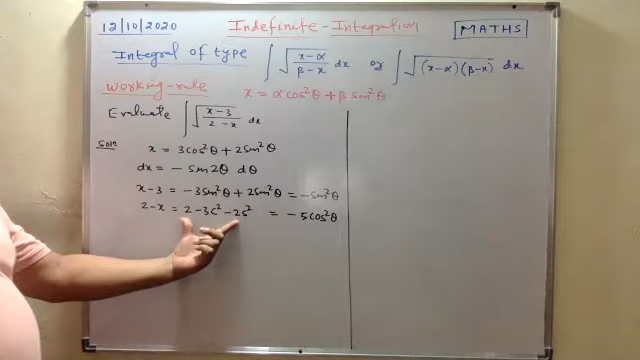 12/10/2020 Indefinite - Integration MATHS
Integral of type ∫ √((x-α)/(β-x)) dx or ∫ √((x-α)(β-x)) dx
Working-rule x = α cos²θ + β sin²θ
Evaluate ∫ √((x-3)/(2-x)) dx
Solⁿ x = 3cos²θ + 2sin²θ
dx = - sin2θ dθ
x-3 = -3sin²θ + 2sin²θ = -sin²θ
2-x = 2-3c²-2s² = -5cos²θ